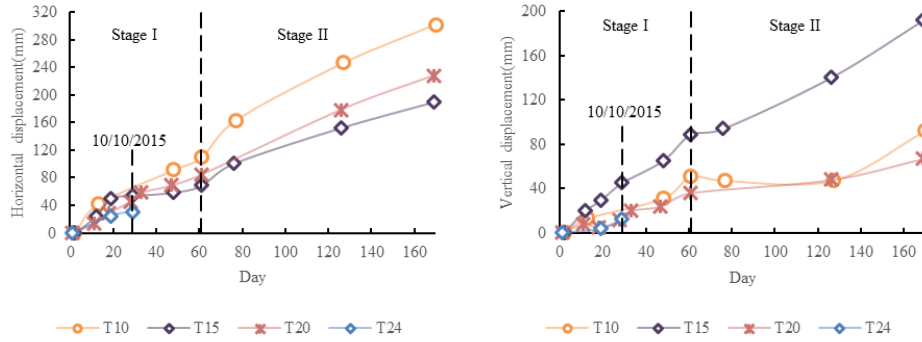 Horizontal displacement(mm)
320
280
240
200
160
120
80
40
0
Stage I
Stage II
10/10/2015
0 20 40 60 80 100 120 140 160
Day
T10 T15 T20 T24
Vertical displacement(mm)
200
160
120
80
40
0
Stage I
Stage II
10/10/2015
0 20 40 60 80 100 120 140 160
Day
T10 T15 T20 T24